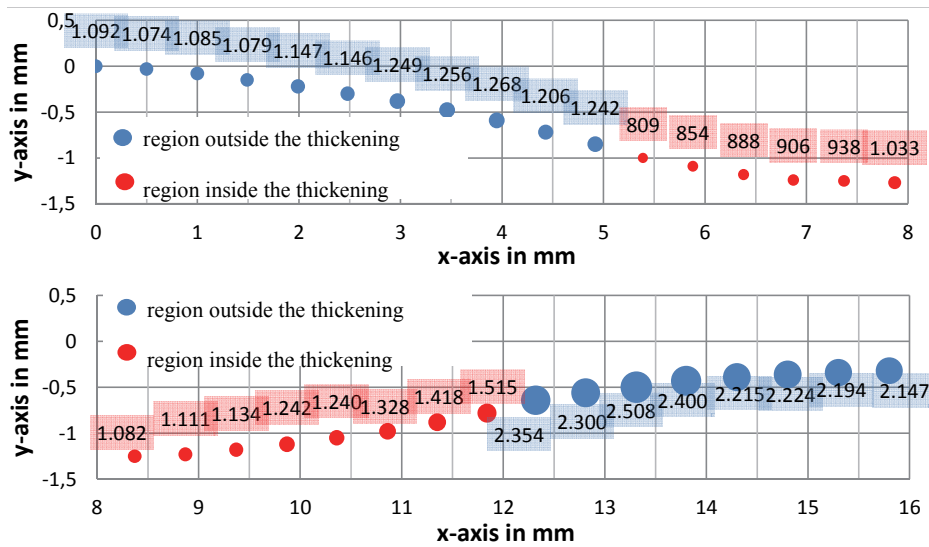 0,5
1.092 1.074 1.085 1.079 1.147 1.146 1.249 1.256 1.268 1.206 1.242 809 854 888 906 938 1.033
0
-0,5
-1
-1,5
y-axis in mm
region outside the thickening
region inside the thickening
0 1 2 3 4 5 6 7 8
x-axis in mm
0,5
0
-0,5
-1
-1,5
y-axis in mm
region outside the thickening
region inside the thickening
1.082 1.111 1.134 1.242 1.240 1.328 1.418 1.515 2.354 2.300 2.508 2.400 2.215 2.224 2.194 2.147
8 9 10 11 12 13 14 15 16
x-axis in mm